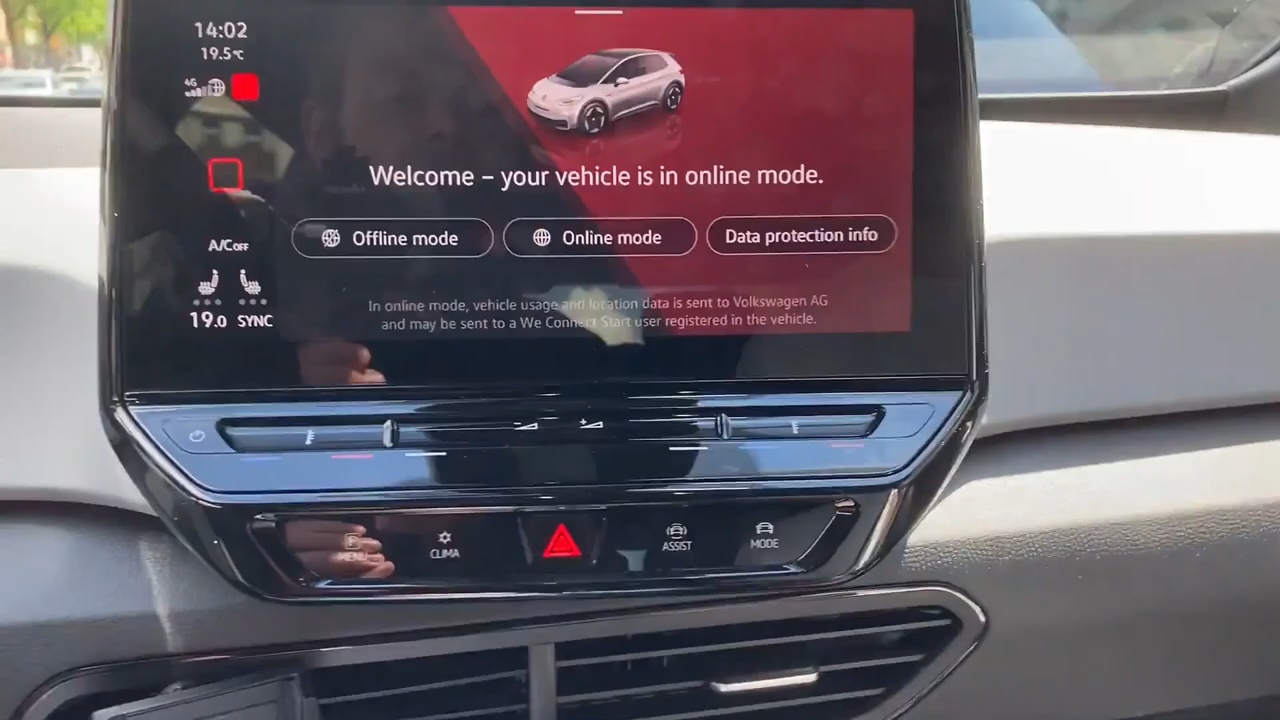 14:02
19.5°C
4G
Welcome – your vehicle is in online mode.
Offline mode
Online mode
Data protection info
A/C OFF
In online mode, vehicle usage and location data is sent to Volkswagen AG
and may be sent to a We Connect Start user registered in the vehicle.
19.0 SYNC
MENU
CLIMA
ASSIST
MODE